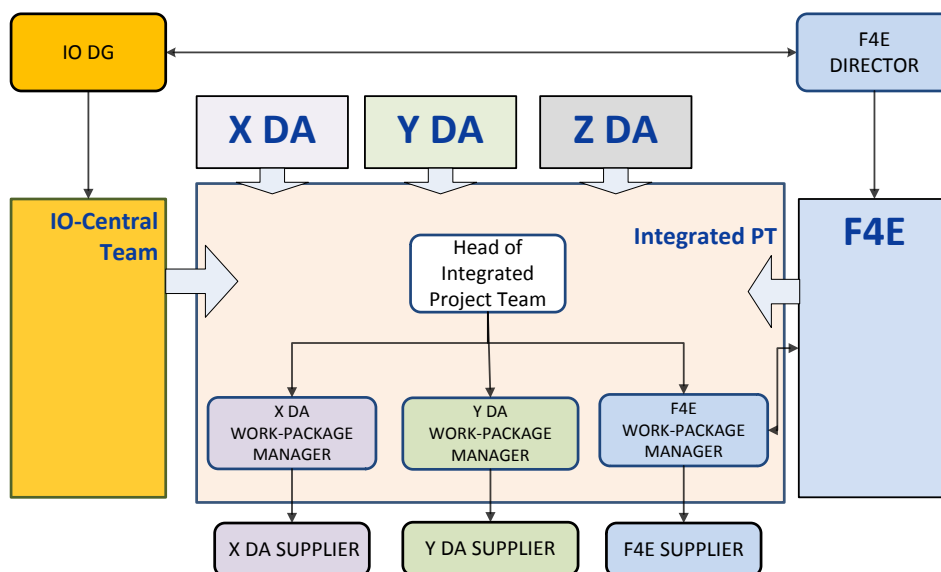 IO DG
F4E
DIRECTOR
X DA
Y DA
Z DA
IO-Central
Team
Integrated PT
F4E
Head of
Integrated
Project Team
X DA
WORK-PACKAGE
MANAGER
Y DA
WORK-PACKAGE
MANAGER
F4E
WORK-PACKAGE
MANAGER
X DA SUPPLIER
Y DA SUPPLIER
F4E SUPPLIER